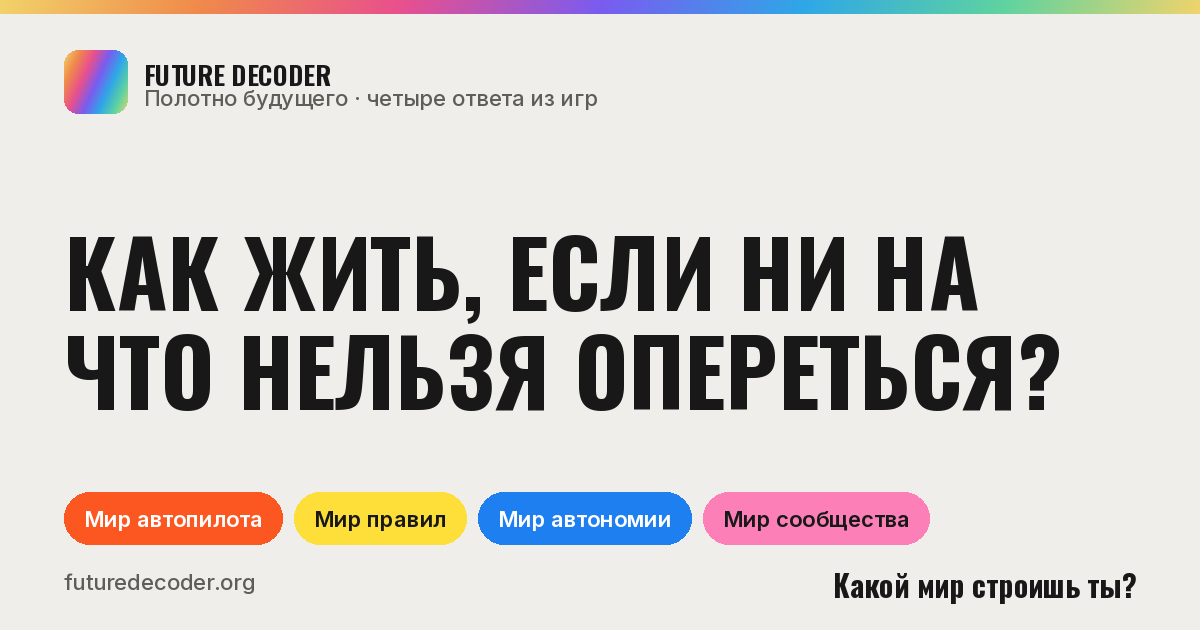 FUTURE DECODER
Полотно будущего · четыре ответа из игр
КАК ЖИТЬ, ЕСЛИ НИ НА
ЧТО НЕЛЬЗЯ ОПЕРЕТЬСЯ?
Мир автопилота
Мир правил
Мир автономии
Мир сообщества
futuredecoder.org
Какой мир строишь ты?